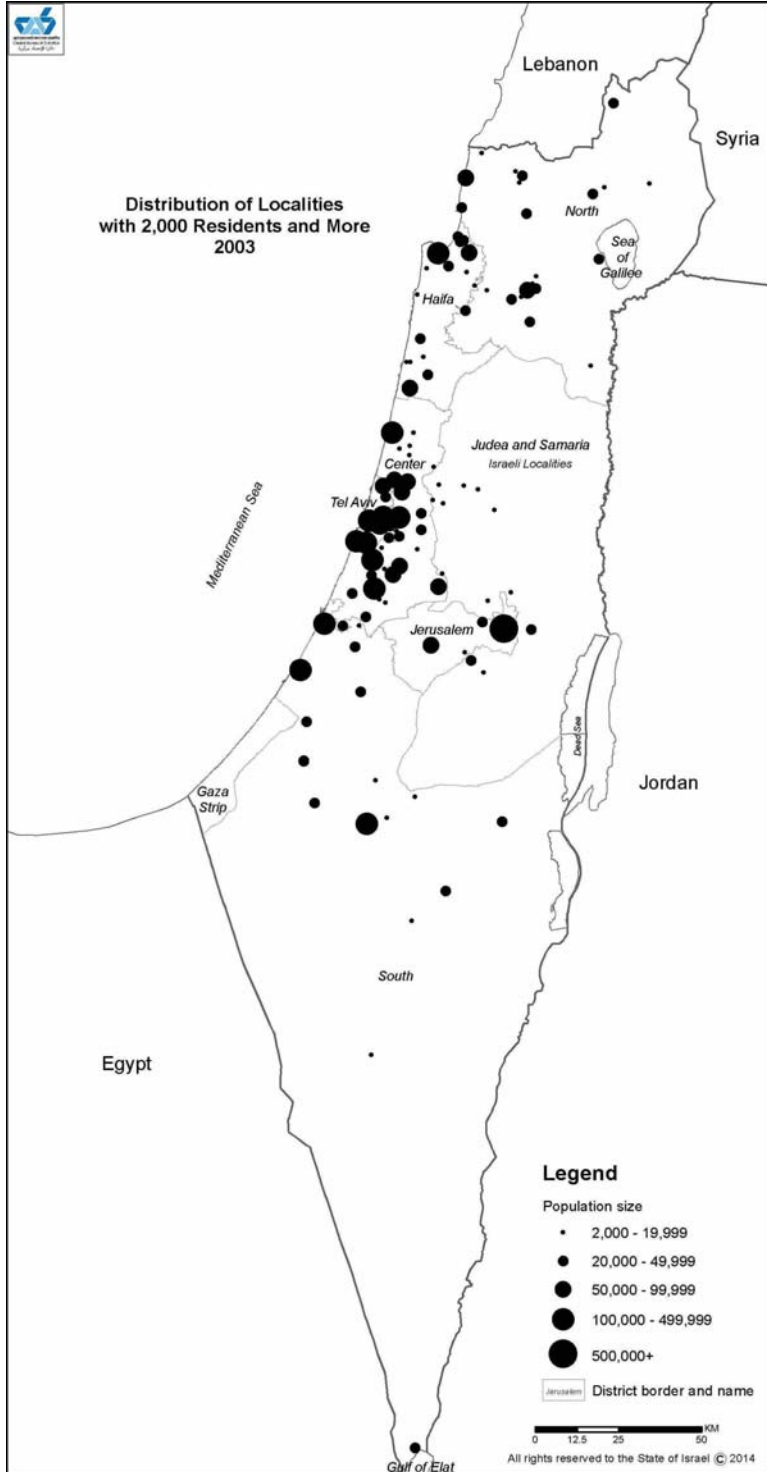 Lebanon
Syria
Distribution of Localities
with 2,000 Residents and More
2003
North
Sea
of
Galilee
Haifa
Judea and Samaria
Israeli Localities
Center
Tel Aviv
Mediterranean Sea
Jerusalem
Dead Sea
Jordan
Gaza
Strip
South
Egypt
Legend
Population size
2,000 - 19,999
20,000 - 49,999
50,000 - 99,999
100,000 - 499,999
500,000+
Jerusalem District border and name
KM
0 12.5 25 50
All rights reserved to the State of Israel © 2014
Gulf of Elat